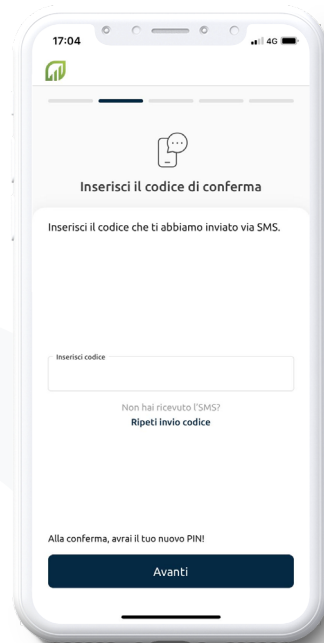 17:04
4G
Inserisci il codice di conferma
Inserisci il codice che ti abbiamo inviato via SMS.
Inserisci codice
Non hai ricevuto l'SMS?
Ripeti invio codice
Alla conferma, avrai il tuo nuovo PIN!
Avanti